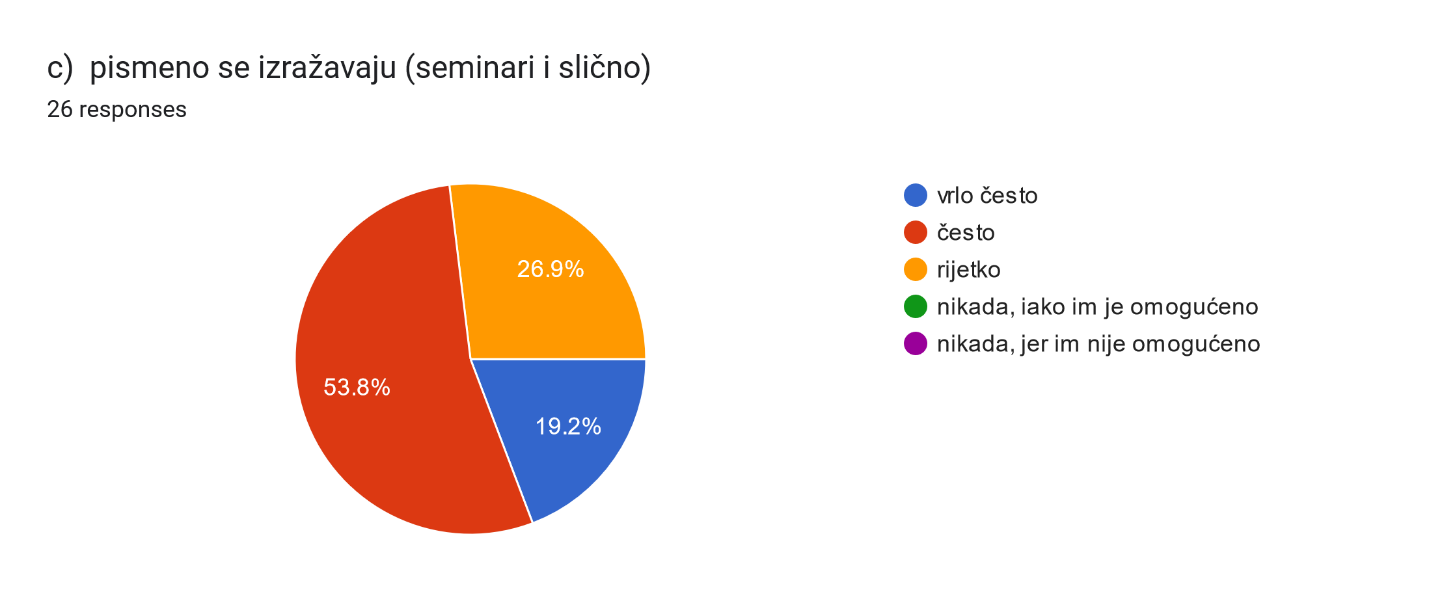 c)  pismeno se izražavaju (seminari i slično)
26 responses
26.9%
53.8%
19.2%
vrlo često
često
rijetko
nikada, iako im je omogućeno
nikada, jer im nije omogućeno